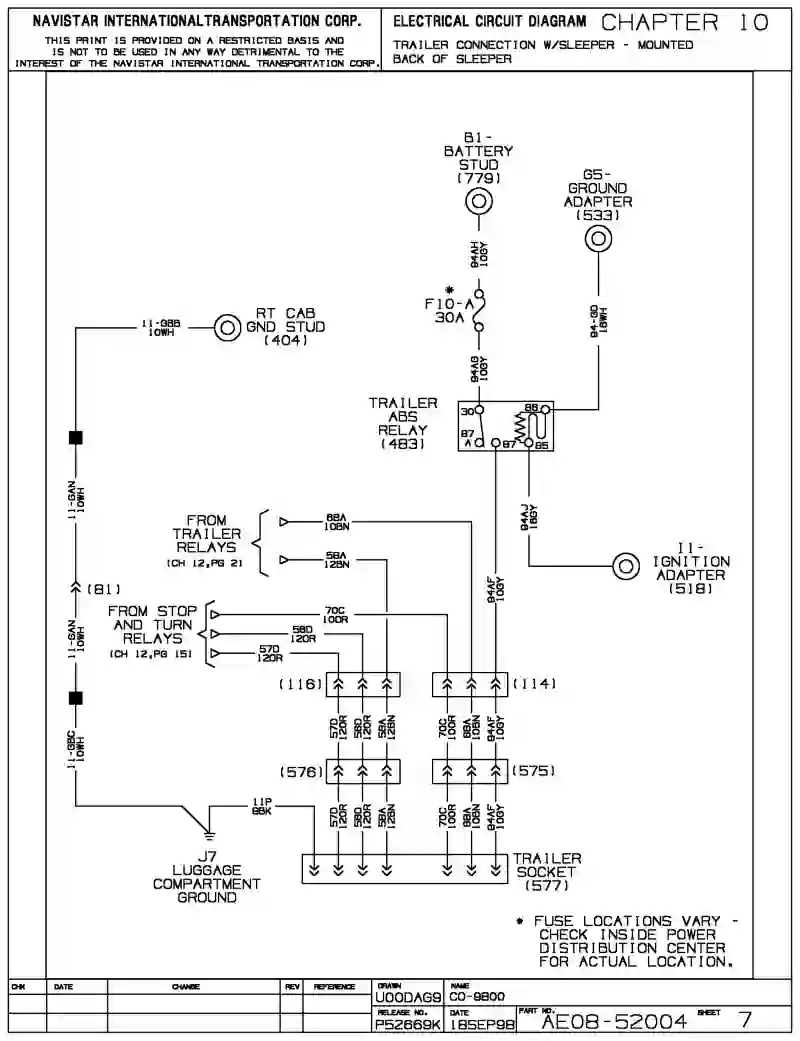 NAVISTAR INTERNATIONAL TRANSPORTATION CORP.
THIS PRINT IS PROVIDED ON A RESTRICTED BASIS AND
IS NOT TO BE USED IN ANY WAY DETRIMENTAL TO THE
INTEREST OF THE NAVISTAR INTERNATIONAL TRANSPORTATION CORP.
ELECTRICAL CIRCUIT DIAGRAM CHAPTER 10
TRAILER CONNECTION W/SLEEPER - MOUNTED
BACK OF SLEEPER
B1-
BATTERY
STUD
(779)
G5-
GROUND
ADAPTER
(533)
94AH
10GY
*
F10-A
30A
94-GD
18WH
11-GBB
10WH
RT CAB
GND STUD
(404)
94AG
10GY
TRAILER
ABS
RELAY
(483)
30
86
87
A
87
85
11-GAN
10WH
94AJ
18GY
FROM
TRAILER
RELAYS
(CH 12,PG 2)
68A
10BN
58A
12BN
I1-
IGNITION
ADAPTER
(518)
94AF
10GY
(81)
11-GAN
10WH
FROM STOP
AND TURN
RELAYS
(CH 12,PG 15)
70C
10OR
56D
12OR
57D
12OR
(116)
(114)
57D
12OR
56D
12OR
58A
12BN
70C
10OR
68A
10BN
94AF
10GY
11-GBC
10WH
(576)
(575)
57D
12OR
56D
12OR
58A
12BN
70C
10OR
68A
10BN
94AF
10GY
11P
8BK
J7
LUGGAGE
COMPARTMENT
GROUND
TRAILER
SOCKET
(577)
* FUSE LOCATIONS VARY -
CHECK INSIDE POWER
DISTRIBUTION CENTER
FOR ACTUAL LOCATION.
CHK DATE CHANGE REV REFERENCE
DRAWN
U00DAG9
NAME
CO-9800
RELEASE NO.
P52669K
DATE
18SEP98
PART NO.
AE08-52004
SHEET 7